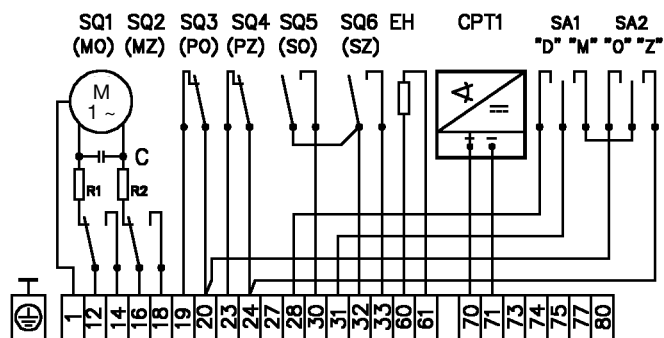 SQ1 SQ2 SQ3 SQ4 SQ5 SQ6 EH CPT1 SA1 SA2
(MO) (MZ) (PO) (PZ) (SO) (SZ) "D" "M" "O" "Z"
M
1 ~
C
R1 R2
+ −
1 12 14 16 18 19 20 23 24 27 28 30 31 32 33 60 61 70 71 73 74 75 77 80